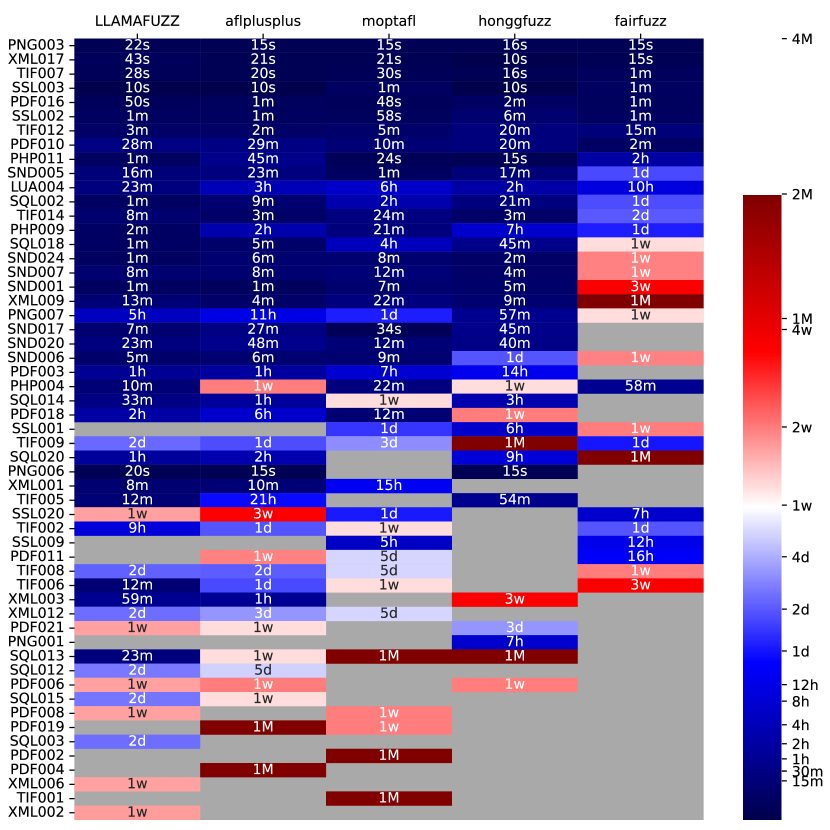 LLAMAFUZZ aflplusplus moptafl honggfuzz fairfuzz
PNG003 22s 15s 15s 16s 15s
XML017 43s 21s 21s 10s 15s
TIF007 28s 20s 30s 16s 1m
SSL003 10s 10s 1m 10s 1m
PDF016 50s 1m 48s 2m 1m
SSL002 1m 1m 58s 6m 1m
TIF012 3m 2m 5m 20m 15m
PDF010 28m 29m 10m 20m 2m
PHP011 1m 45m 24s 15s 2h
SND005 16m 23m 1m 17m 1d
LUA004 23m 3h 6h 2h 10h
SQL002 1m 9m 2h 21m 1d
TIF014 8m 3m 24m 3m 2d
PHP009 2m 2h 21m 7h 1d
SQL018 1m 5m 4h 45m 1w
SND024 1m 6m 8m 2m 1w
SND007 8m 8m 12m 4m 1w
SND001 1m 1m 7m 5m 3w
XML009 13m 4m 22m 9m 1M
PNG007 5h 11h 1d 57m 1w
SND017 7m 27m 34s 45m
SND020 23m 48m 12m 40m
SND006 5m 6m 9m 1d 1w
PDF003 1h 1h 7h 14h
PHP004 10m 1w 22m 1w 58m
SQL014 33m 1h 1w 3h
PDF018 2h 6h 12m 1w
SSL001 1d 6h 1w
TIF009 2d 1d 3d 1M 1d
SQL020 1h 2h 9h 1M
PNG006 20s 15s 15s
XML001 8m 10m 15h
TIF005 12m 21h 54m
SSL020 1w 3w 1d 7h
TIF002 9h 1d 1w 1d
SSL009 5h 12h
PDF011 1w 5d 16h
TIF008 2d 2d 5d 1w
TIF006 12m 1d 1w 3w
XML003 59m 1h 3w
XML012 2d 3d 5d
PDF021 1w 1w 3d
PNG001 7h
SQL013 23m 1w 1M 1M
SQL012 2d 5d
PDF006 1w 1w 1w
SQL015 2d 1w
PDF008 1w 1w
PDF019 1M 1w
SQL003 2d
PDF002 1M
PDF004 1M
XML006 1w
TIF001 1M
XML002 1w
4M
2M
1M
4w
2w
1w
4d
2d
1d
12h
8h
4h
2h
1h
30m
15m